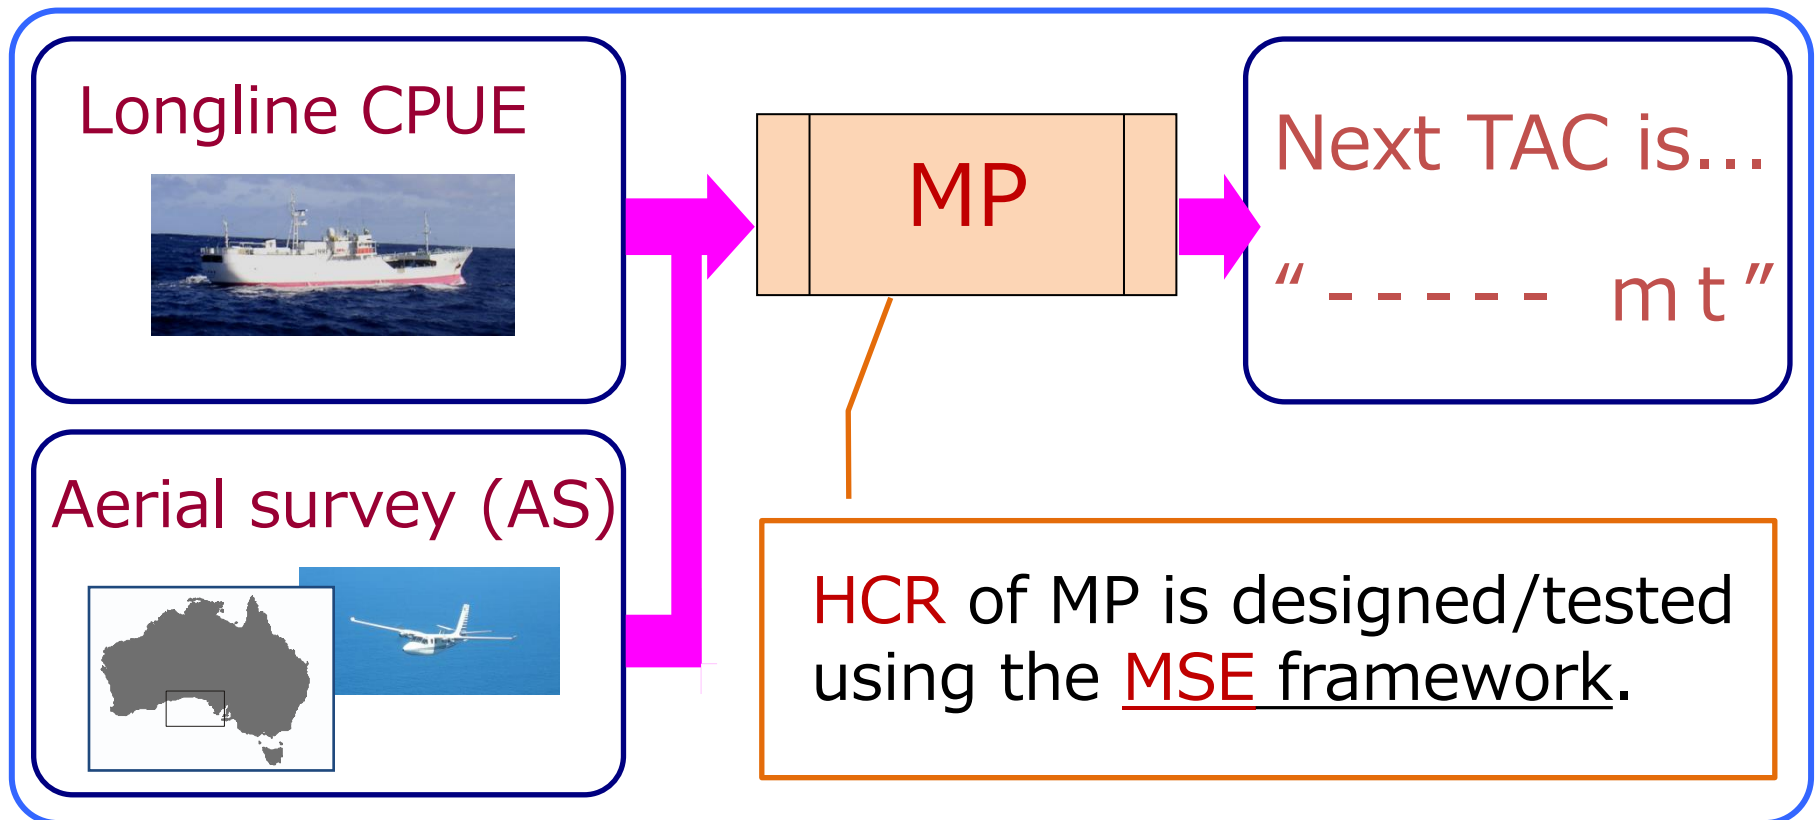 Longline CPUE
Aerial survey (AS)
MP
Next TAC is...
“----- mt”
HCR of MP is designed/tested
using the MSE framework.